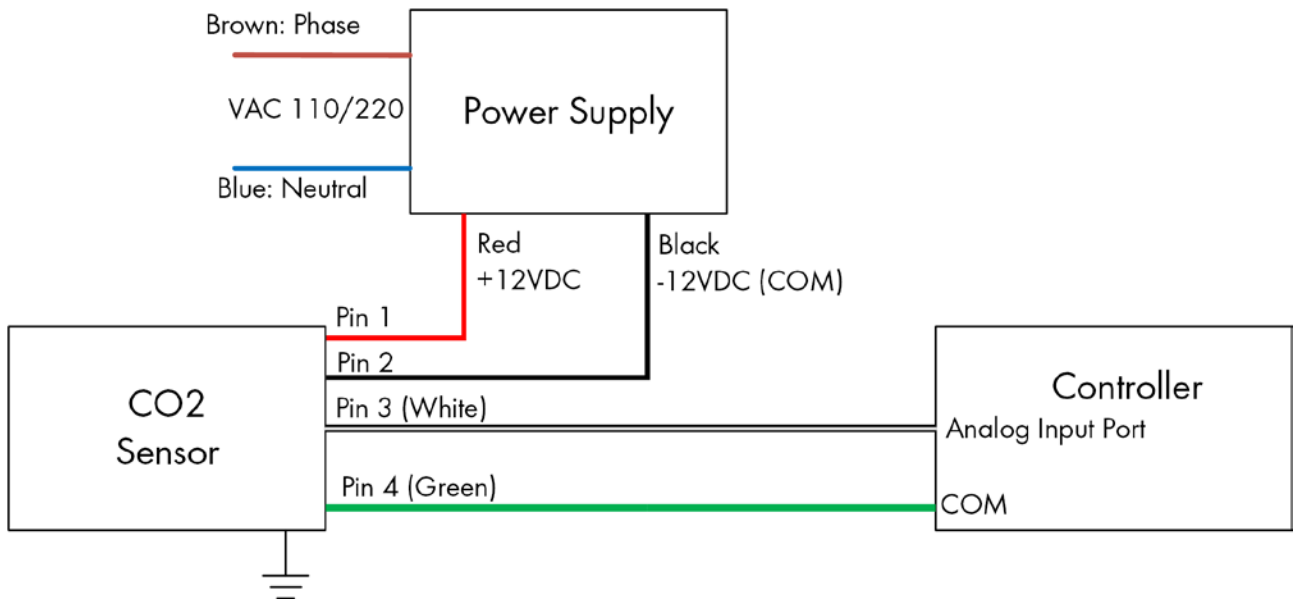 Brown: Phase
VAC 110/220
Power Supply
Blue: Neutral
Red
+12VDC
Black
-12VDC (COM)
Pin 1
Pin 2
Pin 3 (White)
Pin 4 (Green)
CO2
Sensor
Controller
Analog Input Port
COM